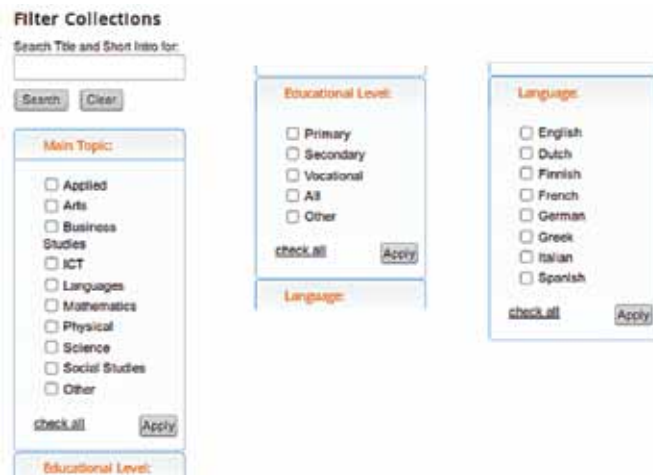 Filter Collections
Search Title and Short Intro for:
Search Clear
Main Topic:
Applied
Arts
Business
Studies
ICT
Languages
Mathematics
Physical
Science
Social Studies
Other
check all Apply
Educational Level:
Educational Level:
Primary
Secondary
Vocational
All
Other
check all Apply
Language:
Language:
English
Dutch
Finnish
French
German
Greek
Italian
Spanish
check all Apply